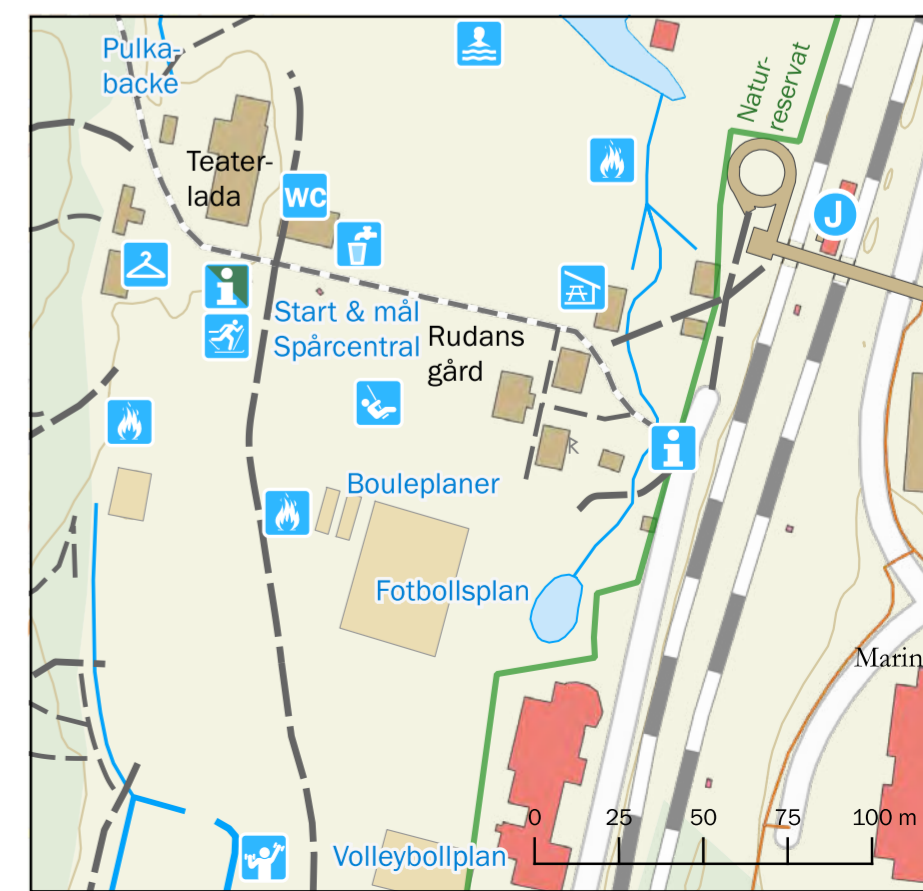 Pulka-
backe
Natur-
reservat
Teater-
lada
WC
J
Start & mål
Spårcentral
Rudans
gård
R
Bouleplaner
Fotbollsplan
Marin
0 25 50 75 100 m
Volleybollplan